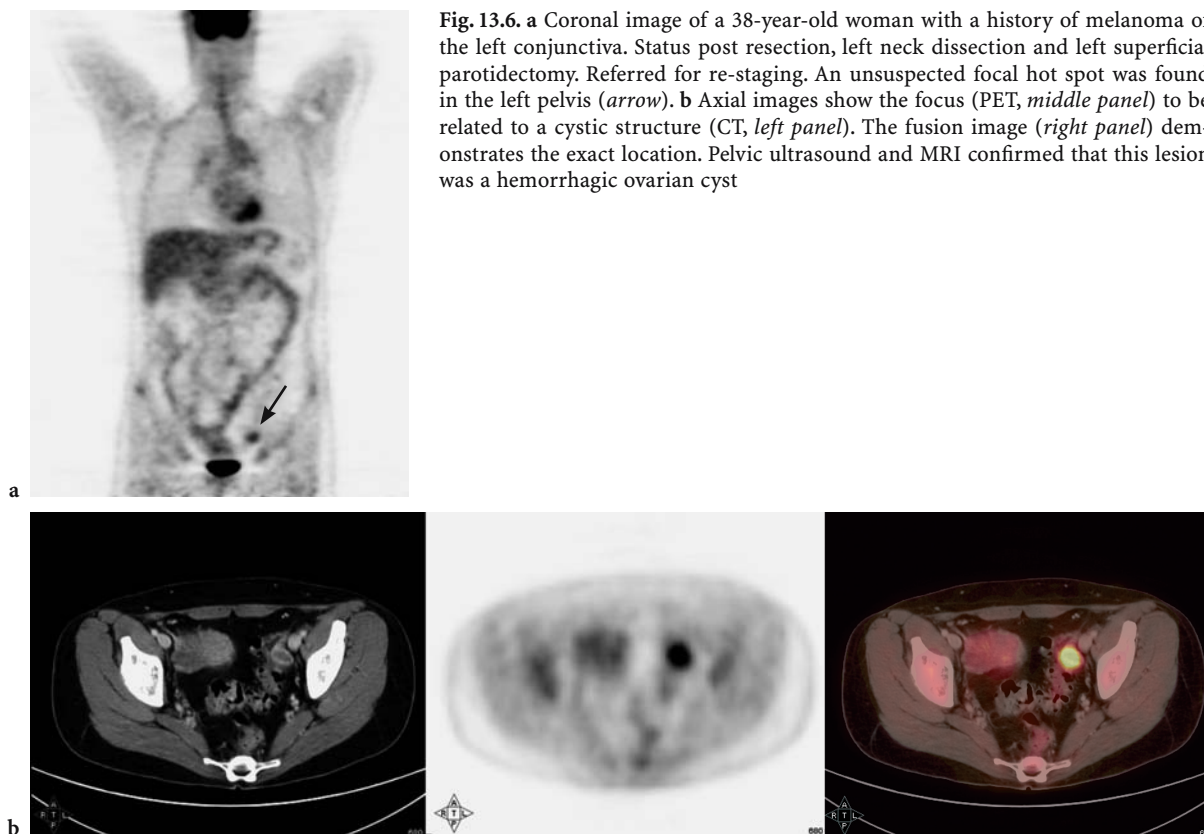 Fig. 13.6. a Coronal image of a 38-year-old woman with a history of melanoma
the left conjunctiva. Status post resection, left neck dissection and left
parotidectomy. Referred for re-staging. An unsuspected focal hot spot was found
in the left pelvis (arrow). b Axial images show the focus (PET, middle panel) to
related to a cystic structure (CT, left panel). The fusion image (right panel) dem-
onstrates the exact location. Pelvic ultrasound and MRI confirmed that this lesion
was a hemorrhagic ovarian cyst
a
A
R T L
P
680
A
R T L
P
680
A
R T L
P
b